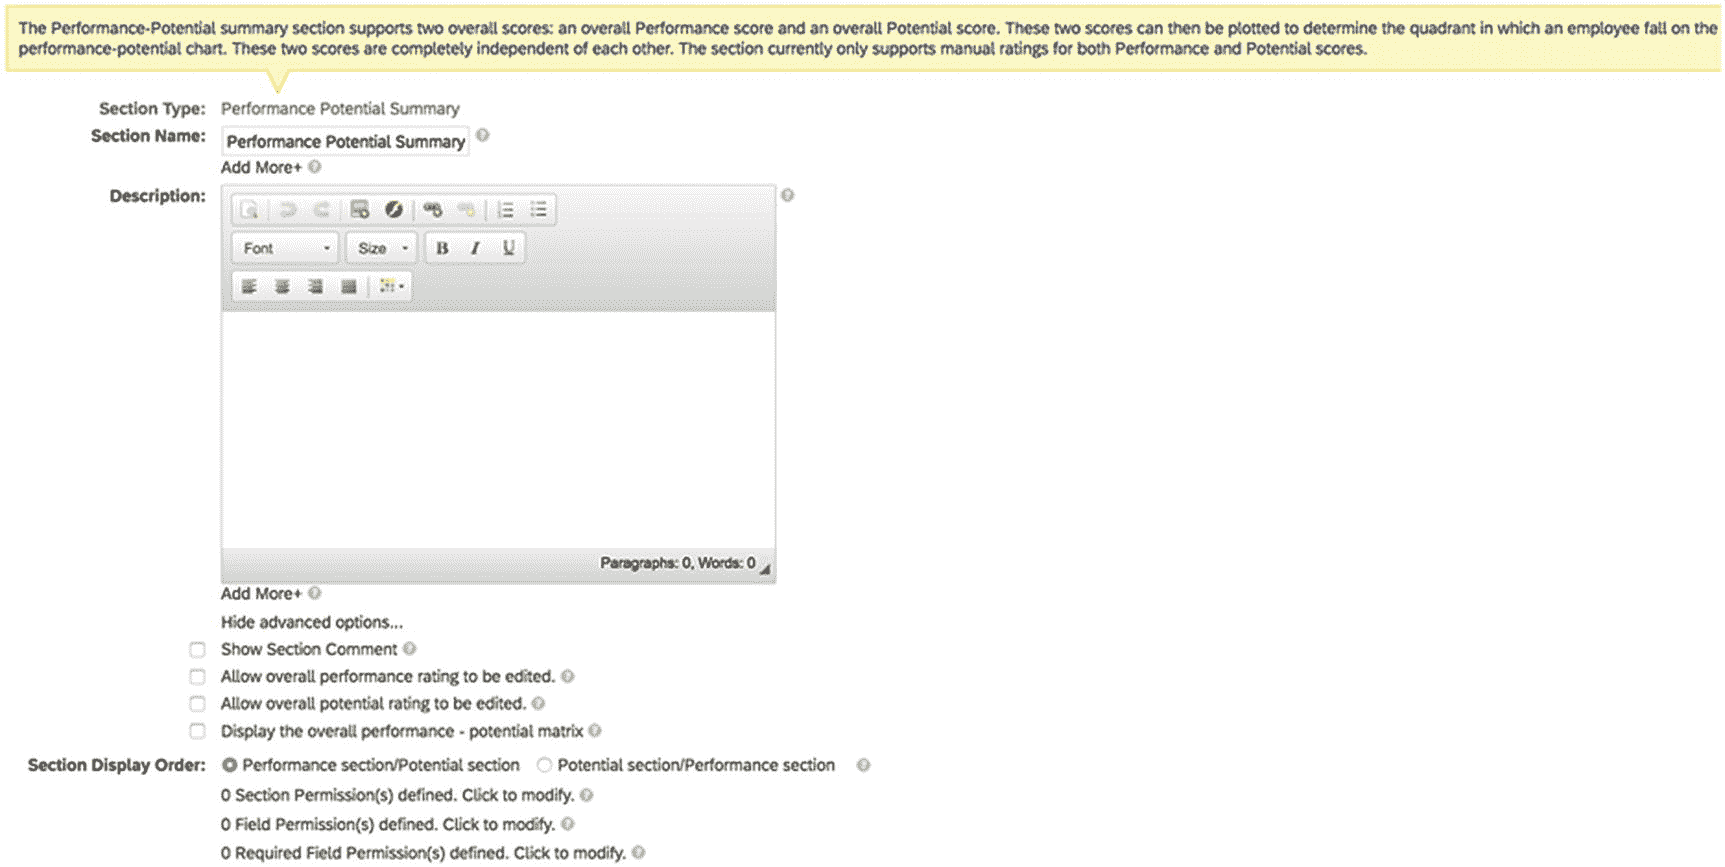 The Performance-Potential summary section supports two overall scores: an overall Performance score and an overall Potential score. These two scores can then be plotted to determine the quadrant in which an employee fall on the
performance-potential chart. These two scores are completely independent of each other. The section currently only supports manual ratings for both Performance and Potential scores.
Section Type: Performance Potential Summary
Section Name: Performance Potential Summary
Add More+
Description:
Font Size B I U
Paragraphs: 0, Words: 0
Add More+
Hide advanced options...
Show Section Comment
Allow overall performance rating to be edited.
Allow overall potential rating to be edited.
Display the overall performance - potential matrix
Section Display Order: Performance section/Potential section Potential section/Performance section
0 Section Permission(s) defined. Click to modify.
0 Field Permission(s) defined. Click to modify.
0 Required Field Permission(s) defined. Click to modify.